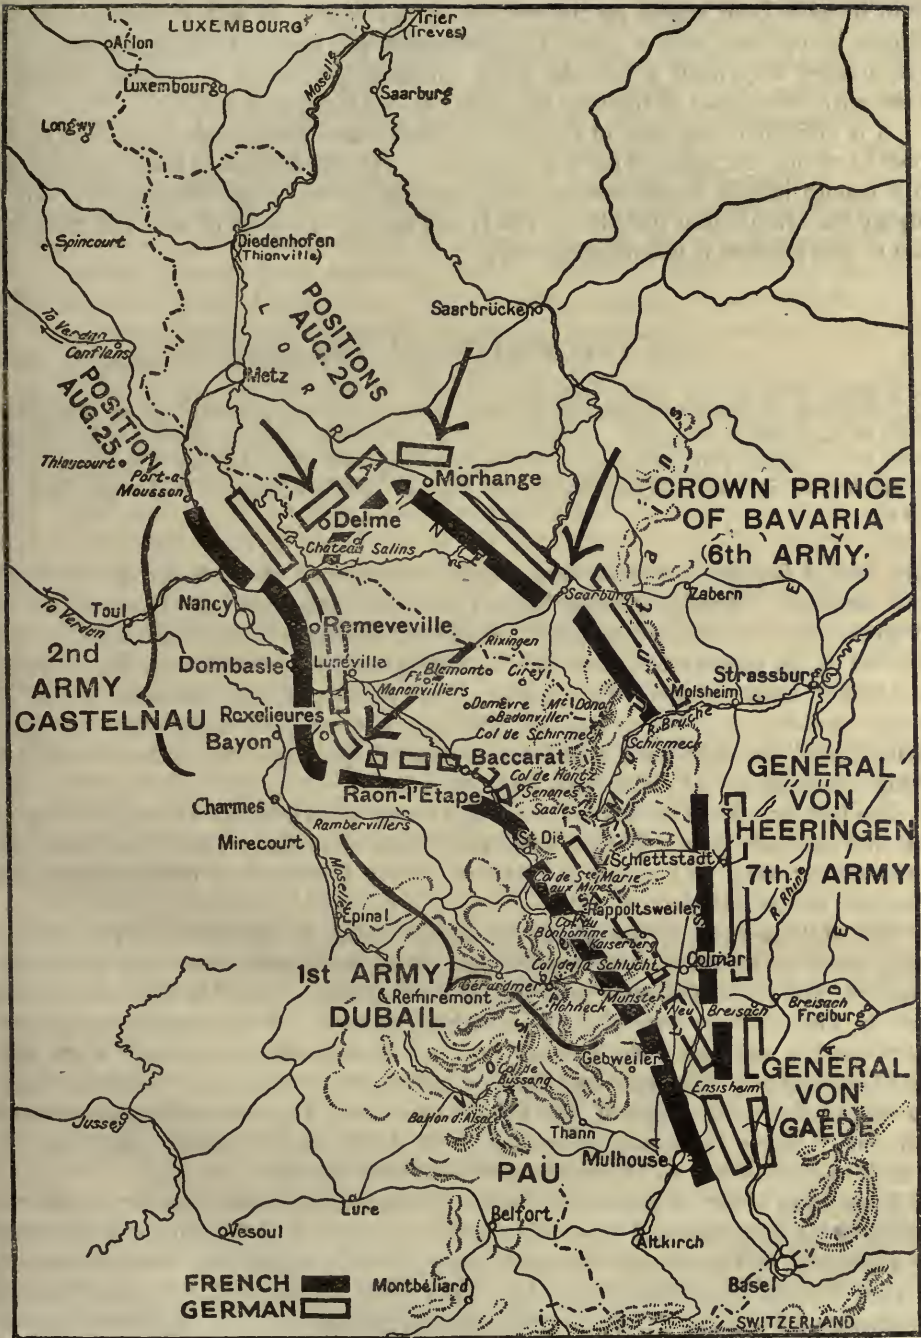 LUXEMBOURG
Trier
(Treves)
Arlon
Luxembourg
Moselle
Saarburg
Longwy
Spincourt
Diedenhofen
(Thionville)
Saarbrücken
To Verdun
Conflans
POSITIONS
AUG. 20
L O R R A I N
Metz
POSITION
AUG.25
Thiaucourt
Port-a
Mousson
Morhange
Delme
Chateau Salins
CROWN PRINCE
OF BAVARIA
6th ARMY
Saarburg
Zabern
Toul
To Verdun
Nancy
Remeveville
Rixingen
2nd
ARMY
CASTELNAU
Dombasle
Luneville
Blemont
Cirey
Ft
Manonvilliers
Strassburg
Molsheim
Domèvre
Mt Donon
Badonviller
Col de Schirmeck
R. Bruche
Schirmeck
Roxelieures
Bayon
Baccarat
Col de Hantz
Senones
Saales
Raon-l'Etape
GENERAL
VON
HEERINGEN
7th ARMY
Charmes
Mirecourt
Rambervillers
St Dié
Schlettstadt
Col de Ste Marie
aux Mines
Moselle
Epinal
Rappoltsweiler
Col du
Bonhomme
Kaiserberg
R. Rhine
Colmar
Col de la Schlucht
1st ARMY
DUBAIL
Gérardmer
Remiremont
Hohneck
Munster
Neu Breisach
Breisach
Freiburg
Gebweiler
Col de
Bussang
Ensisheim
GENERAL
VON
GAEDE
Ballon d'Alsace
Jussey
Thann
Mulhouse
PAU
Lure
Vesoul
Belfort
Altkirch
FRENCH
GERMAN
Montbéliard
Basel
SWITZERLAND